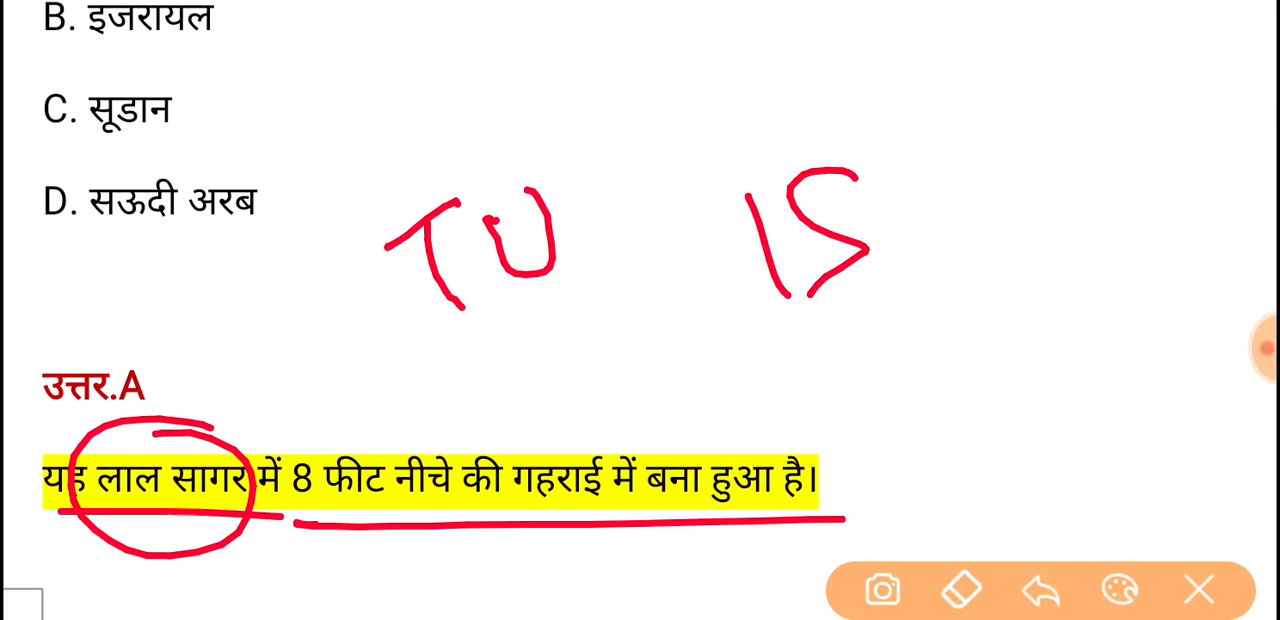 B. इजरायल
C. सूडान
D. सऊदी अरब
TU IS
उत्तर.A
यह लाल सागर में 8 फीट नीचे की गहराई में बना हुआ है।